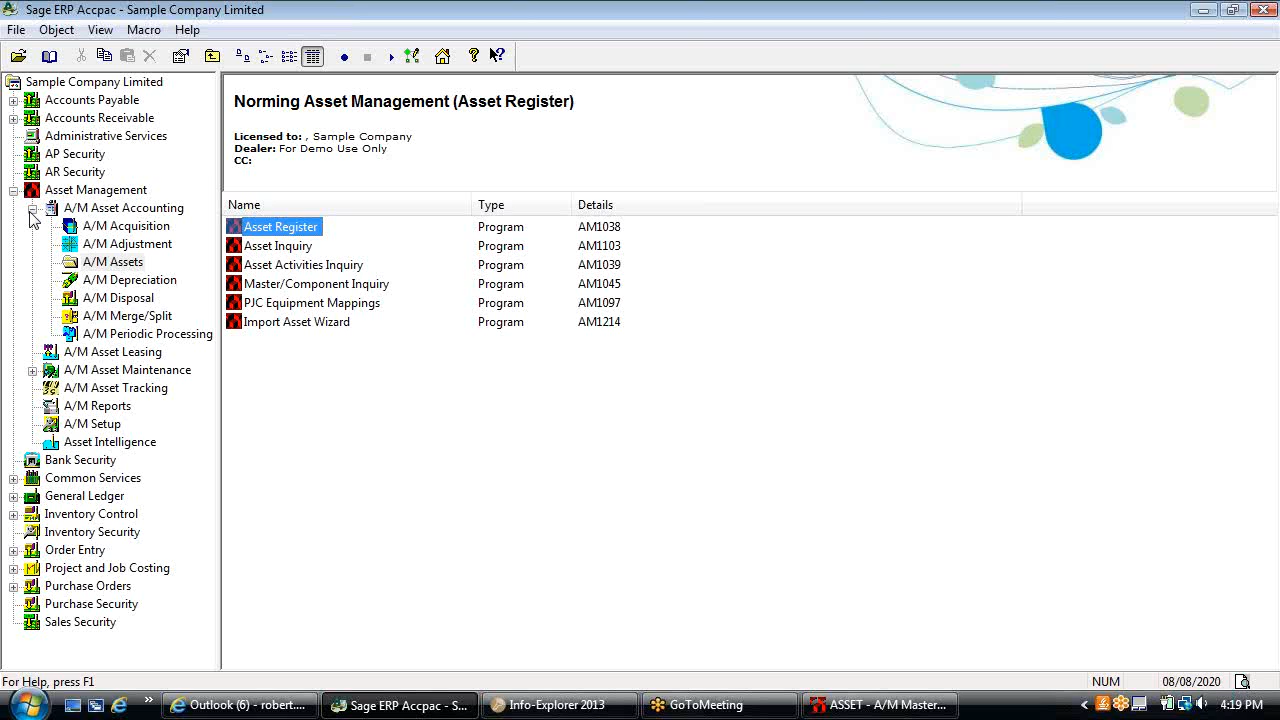 Sage ERP Accpac - Sample Company Limited
File Object View Macro Help
Sample Company Limited
Accounts Payable
Accounts Receivable
Administrative Services
AP Security
AR Security
Asset Management
A/M Asset Accounting
A/M Acquisition
A/M Adjustment
A/M Assets
A/M Depreciation
A/M Disposal
A/M Merge/Split
A/M Periodic Processing
A/M Asset Leasing
A/M Asset Maintenance
A/M Asset Tracking
A/M Reports
A/M Setup
Asset Intelligence
Bank Security
Common Services
General Ledger
Inventory Control
Inventory Security
Order Entry
Project and Job Costing
Purchase Orders
Purchase Security
Sales Security
Norming Asset Management (Asset Register)
Licensed to: , Sample Company
Dealer: For Demo Use Only
CC:
Name Type Details
Asset Register Program AM1038
Asset Inquiry Program AM1103
Asset Activities Inquiry Program AM1039
Master/Component Inquiry Program AM1045
PJC Equipment Mappings Program AM1097
Import Asset Wizard Program AM1214
For Help, press F1 NUM 08/08/2020
Outlook (6) - robert.... Sage ERP Accpac - S... Info-Explorer 2013 GoToMeeting ASSET - A/M Master... 4:19 PM